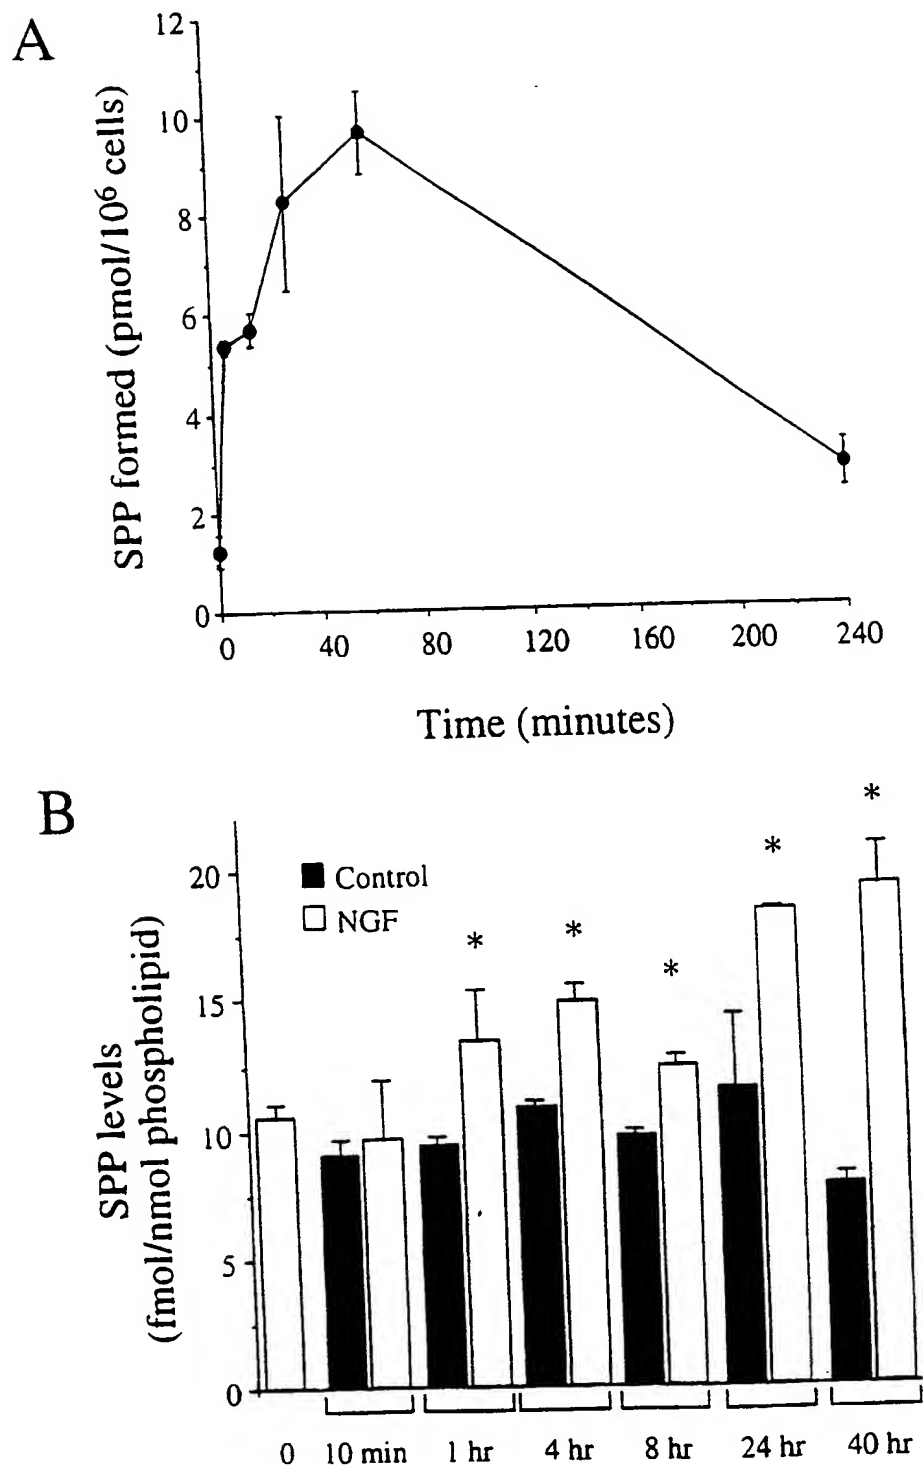 A
12
10
8
6
4
2
0
SPP formed (pmol/10⁶ cells)
0 40 80 120 160 200 240
Time (minutes)
B
20
15
10
5
0
SPP levels
(fmol/nmol phospholipid)
Control
NGF
* * * * *
0 10 min 1 hr 4 hr 8 hr 24 hr 40 hr